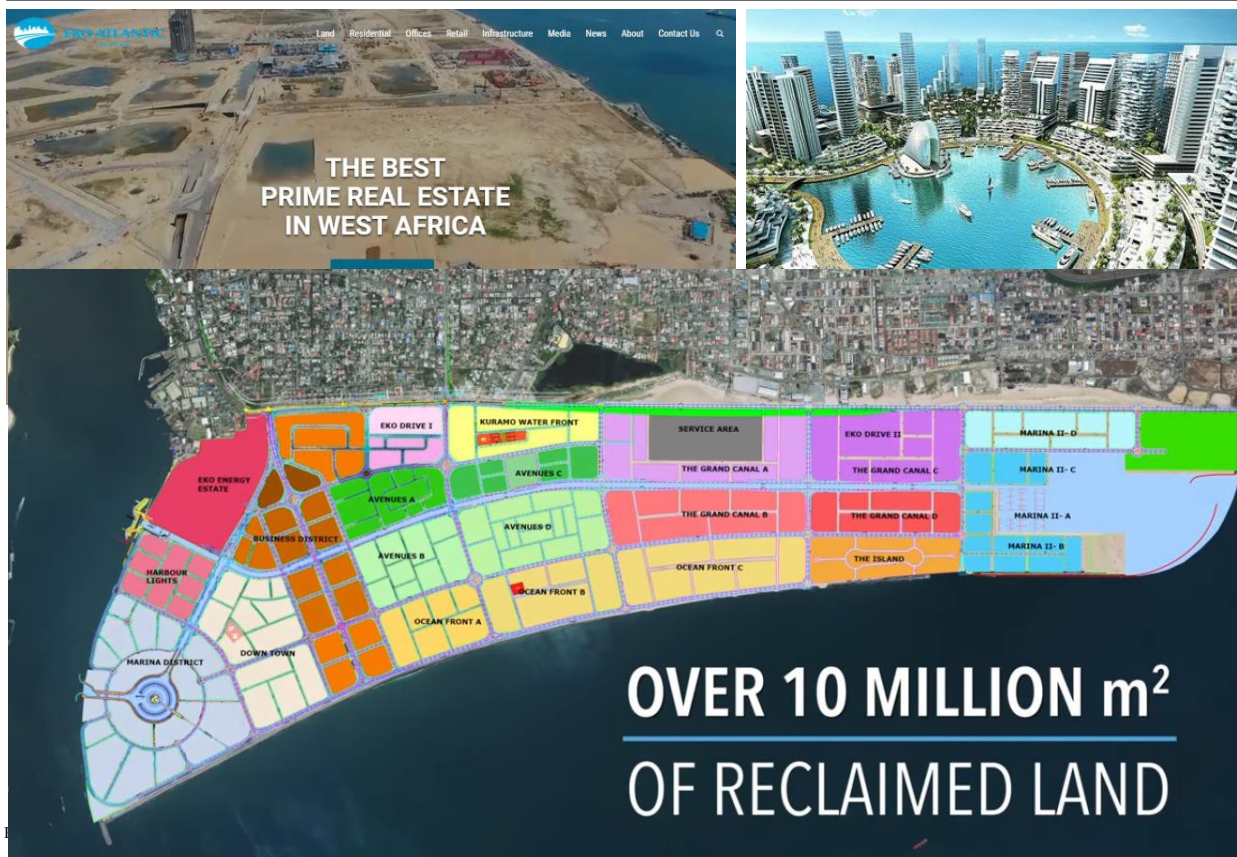 EKO ATLANTIC
Land Residential Offices Retail Infrastructure Media News About Contact Us
THE BEST
PRIME REAL ESTATE
IN WEST AFRICA
EKO DRIVE I
KURAMO WATER FRONT
SERVICE AREA
EKO DRIVE II
MARINA II- D
EKO ENERGY
ESTATE
AVENUES A
AVENUES C
THE GRAND CANAL A
THE GRAND CANAL C
MARINA II- C
BUSINESS DISTRICT
AVENUES B
AVENUES D
THE GRAND CANAL B
THE GRAND CANAL D
MARINA II- A
HARBOUR
LIGHTS
OCEAN FRONT A
OCEAN FRONT B
OCEAN FRONT C
THE ISLAND
MARINA II- B
MARINA DISTRICT
DOWN TOWN
OVER 10 MILLION m²
OF RECLAIMED LAND